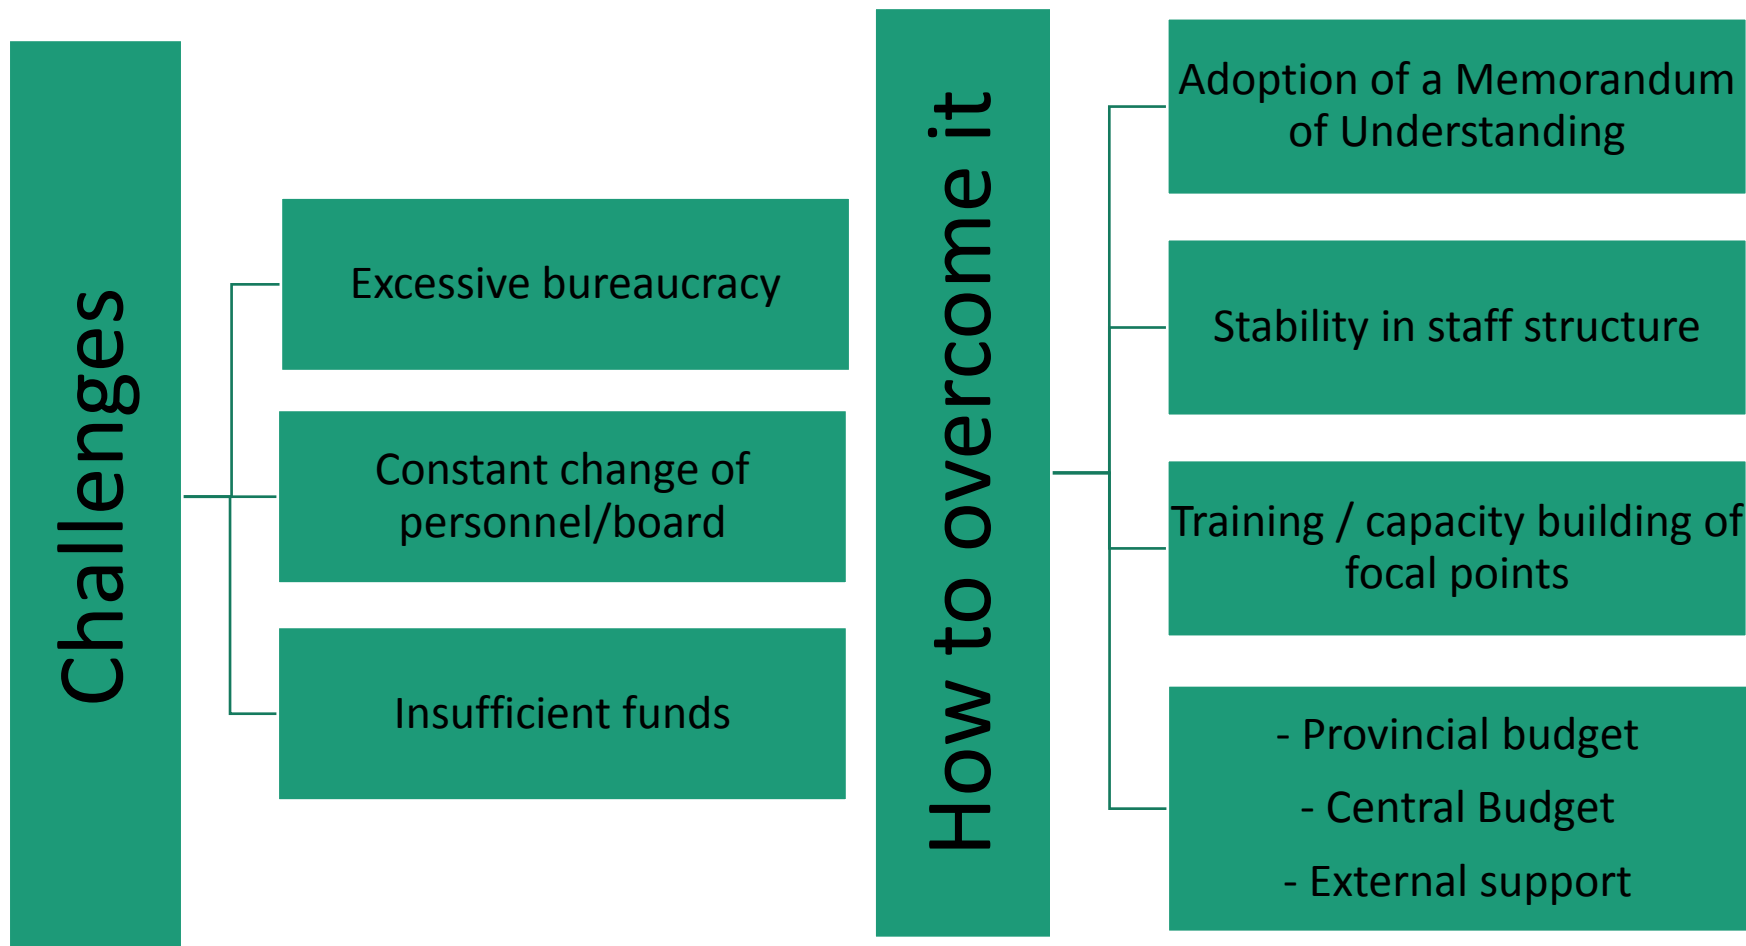 Challenges
Excessive bureaucracy
Constant change of
personnel/board
Insufficient funds
How to overcome it
Adoption of a Memorandum
of Understanding
Stability in staff structure
Training / capacity building of
focal points
- Provincial budget
- Central Budget
- External support